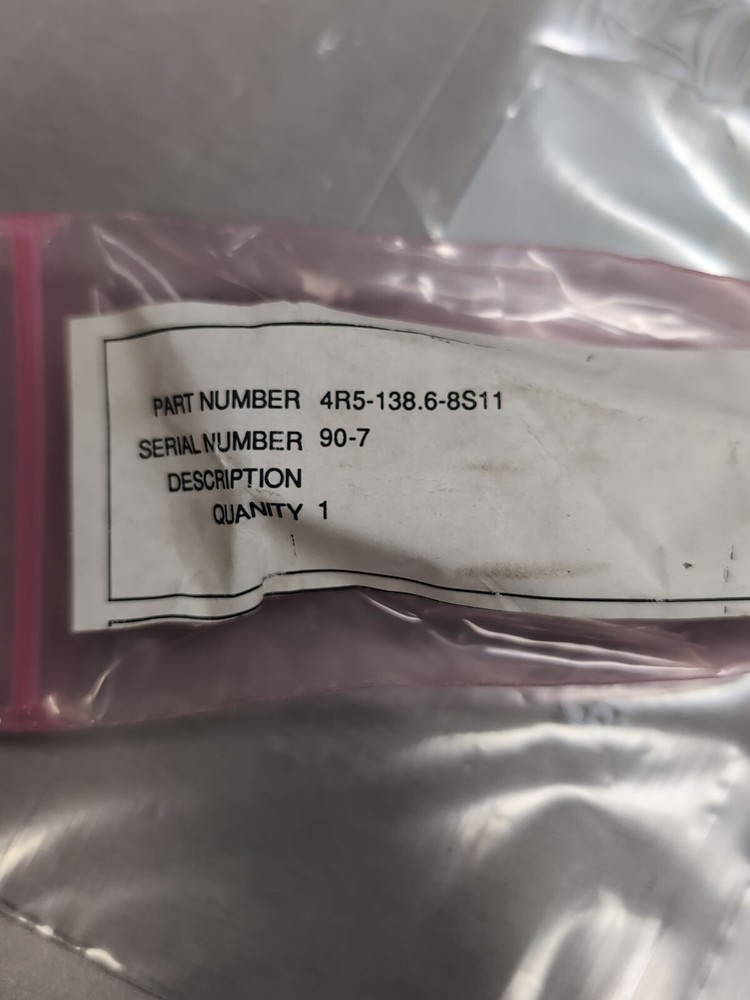 PART NUMBER 4R5-138.6-8S11
SERIAL NUMBER 90-7
DESCRIPTION
QUANITY 1